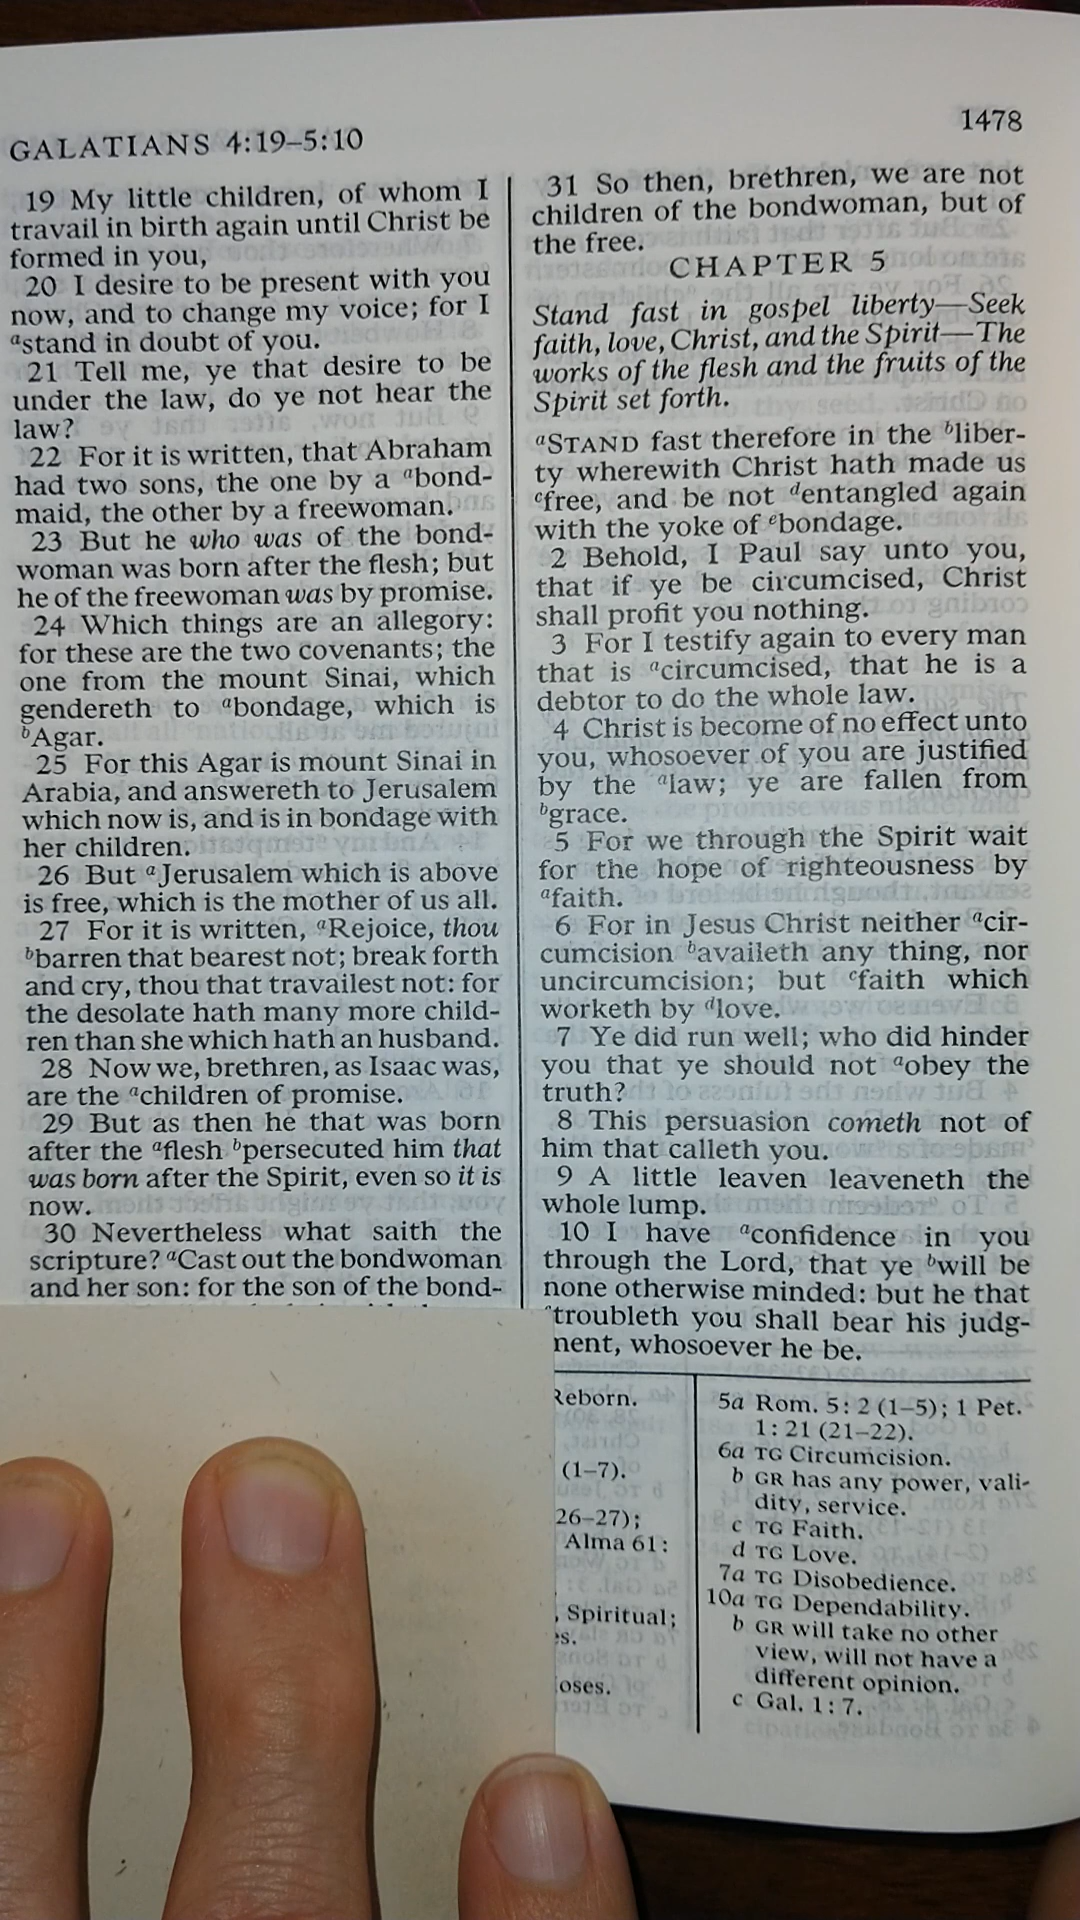 GALATIANS 4:19–5:10
1478
19 My little children, of whom I
travail in birth again until Christ be
formed in you,
20 I desire to be present with you
now, and to change my voice; for I
astand in doubt of you.
21 Tell me, ye that desire to be
under the law, do ye not hear the
law?
22 For it is written, that Abraham
had two sons, the one by a abond-
maid, the other by a freewoman.
23 But he who was of the bond-
woman was born after the flesh; but
he of the freewoman was by promise.
24 Which things are an allegory:
for these are the two covenants; the
one from the mount Sinai, which
gendereth to abondage, which is
bAgar.
25 For this Agar is mount Sinai in
Arabia, and answereth to Jerusalem
which now is, and is in bondage with
her children.
26 But aJerusalem which is above
is free, which is the mother of us all.
27 For it is written, aRejoice, thou
bbarren that bearest not; break forth
and cry, thou that travailest not: for
the desolate hath many more child-
ren than she which hath an husband.
28 Now we, brethren, as Isaac was,
are the achildren of promise.
29 But as then he that was born
after the aflesh bpersecuted him that
was born after the Spirit, even so it is
now.
30 Nevertheless what saith the
scripture? aCast out the bondwoman
and her son: for the son of the bond-
31 So then, brethren, we are not
children of the bondwoman, but of
the free.
CHAPTER 5
Stand fast in gospel liberty—Seek
faith, love, Christ, and the Spirit—The
works of the flesh and the fruits of the
Spirit set forth.
aSTAND fast therefore in the bliber-
ty wherewith Christ hath made us
cfree, and be not dentangled again
with the yoke of ebondage.
2 Behold, I Paul say unto you,
that if ye be circumcised, Christ
shall profit you nothing.
3 For I testify again to every man
that is acircumcised, that he is a
debtor to do the whole law.
4 Christ is become of no effect unto
you, whosoever of you are justified
by the alaw; ye are fallen from
bgrace.
5 For we through the Spirit wait
for the hope of righteousness by
afaith.
6 For in Jesus Christ neither acir-
cumcision bavaileth any thing, nor
uncircumcision; but cfaith which
worketh by dlove.
7 Ye did run well; who did hinder
you that ye should not aobey the
truth?
8 This persuasion cometh not of
him that calleth you.
9 A little leaven leaveneth the
whole lump.
10 I have aconfidence in you
through the Lord, that ye bwill be
none otherwise minded: but he that
troubleth you shall bear his judg-
ment, whosoever he be.
Reborn.
(1–7).
26–27);
Alma 61:
, Spiritual;
es.
oses.
5a Rom. 5: 2 (1–5); 1 Pet.
1: 21 (21–22).
6a TG Circumcision.
b GR has any power, vali-
dity, service.
c TG Faith.
d TG Love.
7a TG Disobedience.
10a TG Dependability.
b GR will take no other
view, will not have a
different opinion.
c Gal. 1: 7.